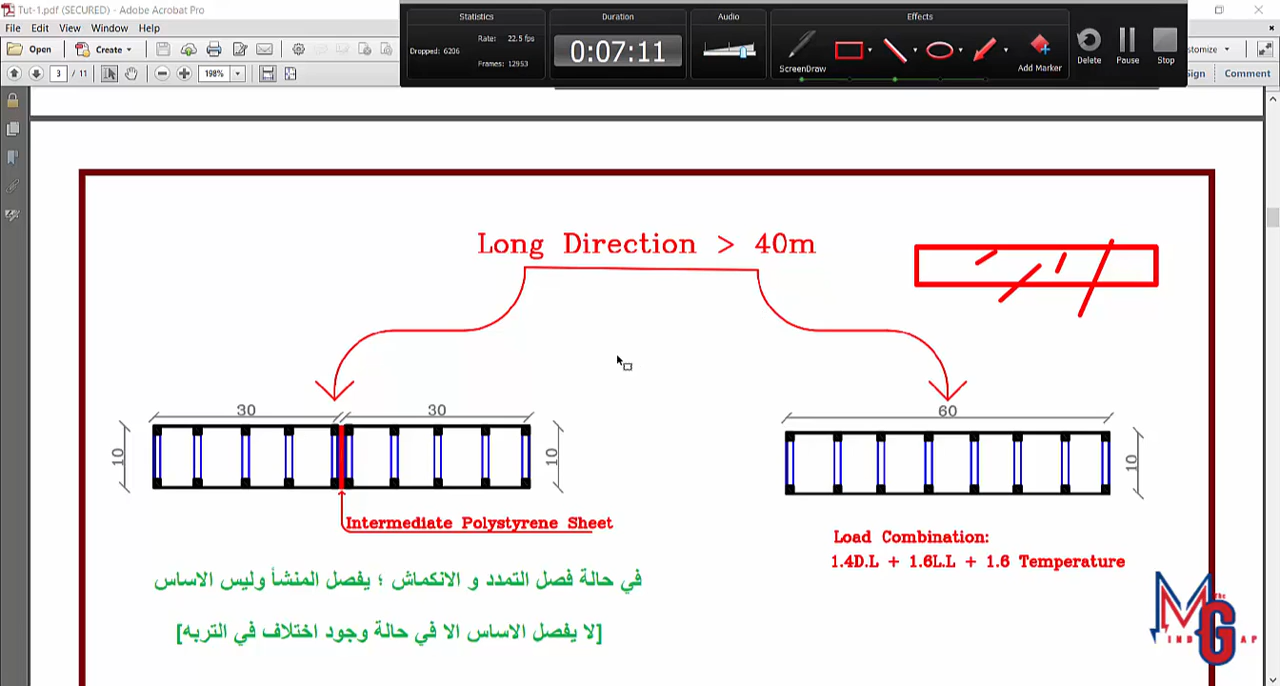 Tut-1.pdf (SECURED) - Adobe Acrobat Pro
File Edit View Window Help
Open Create
3 / 11 198%
Statistics
Rate: 22.5 fps
Dropped: 6206
Frames: 12953
Duration
0:07:11
Audio
Effects
ScreenDraw
Add Marker
Delete
Pause
Stop
stomize
Sign Comment
Long Direction > 40m
30 30
10
10
Intermediate Polystyrene Sheet
60
10
Load Combination:
1.4D.L + 1.6L.L + 1.6 Temperature
في حالة فصل التمدد و الانكماش ؛ يفصل المنشأ وليس الاساس
[لا يفصل الاساس الا في حالة وجود اختلاف في التربه]
The
M
IND
G
AP